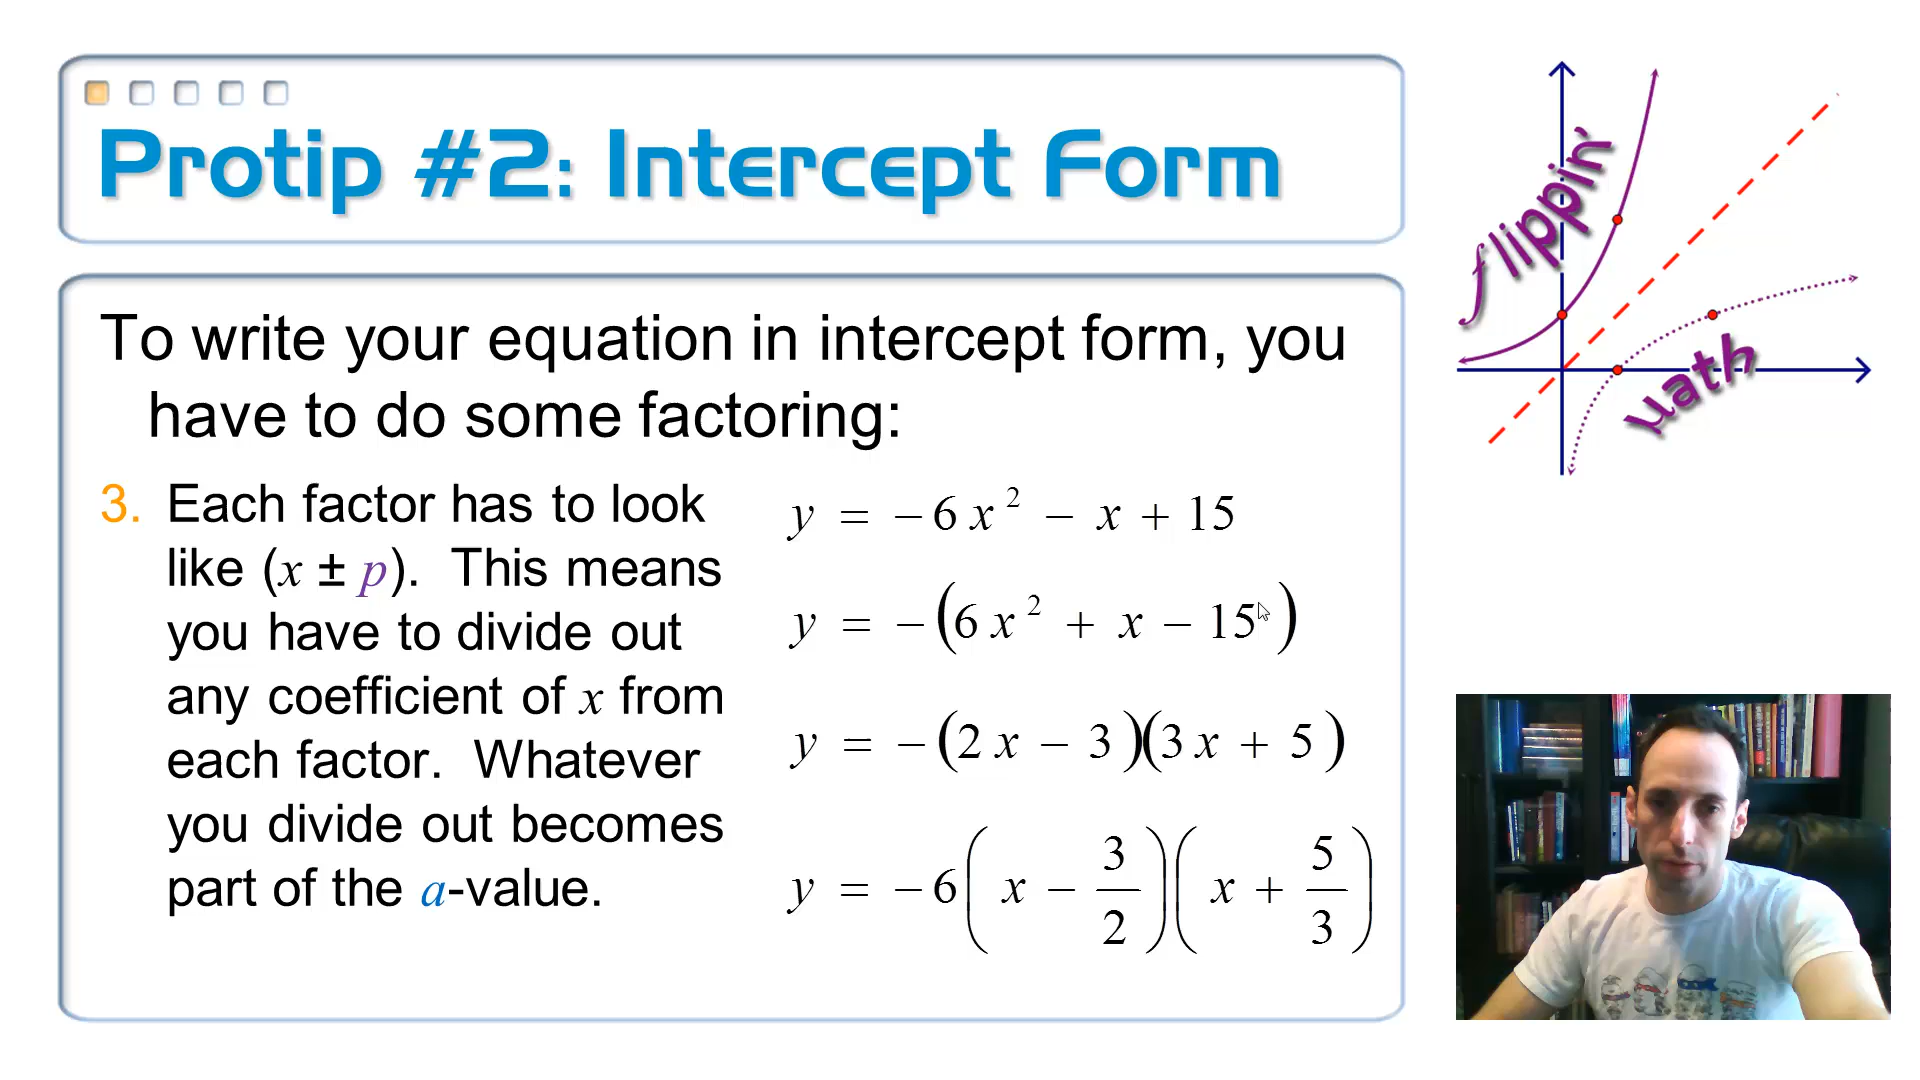 Protip #2: Intercept Form
flippin'
math
To write your equation in intercept form, you
have to do some factoring:
3. Each factor has to look
like (x ± p). This means
you have to divide out
any coefficient of x from
each factor. Whatever
you divide out becomes
part of the a-value.
y = −6x² − x + 15
y = −(6x² + x − 15)
y = −(2x − 3)(3x + 5)
y = −6(x − 3/2)(x + 5/3)